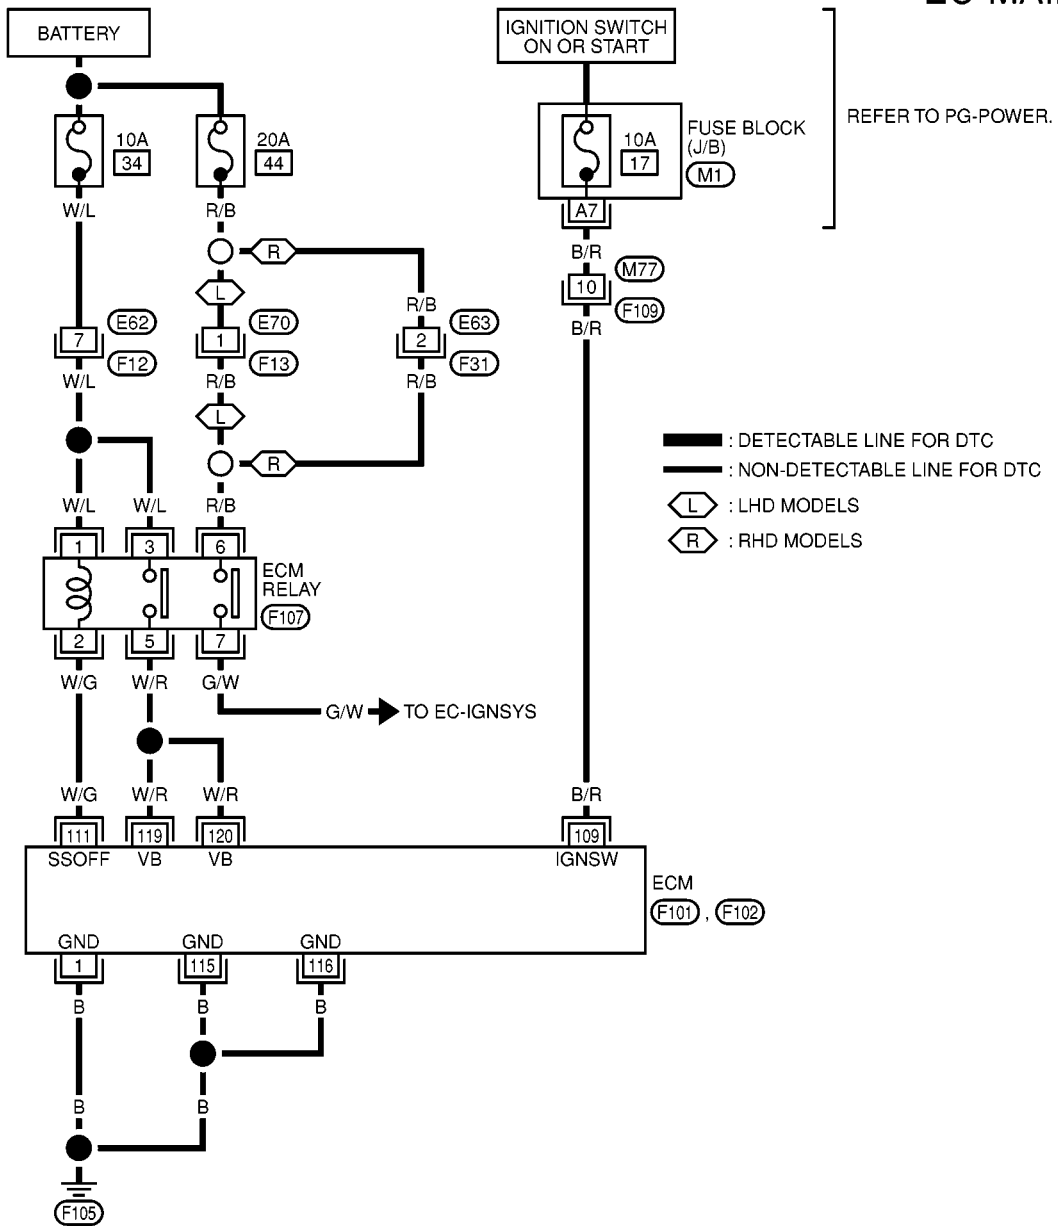 BATTERY
IGNITION SWITCH
ON OR START
REFER TO PG-POWER.
10A
34
20A
44
10A
17
FUSE BLOCK
(J/B)
M1
A7
W/L
R/B
B/R
R
L
M77
10
F109
B/R
R/B
E62
7
F12
E70
1
F13
E63
2
F31
W/L
R/B
R/B
L
R
: DETECTABLE LINE FOR DTC
: NON-DETECTABLE LINE FOR DTC
L : LHD MODELS
R : RHD MODELS
W/L
W/L
R/B
1
3
6
ECM
RELAY
F107
2
5
7
W/G
W/R
G/W
G/W
TO EC-IGNSYS
W/G
W/R
W/R
B/R
111
119
120
109
SSOFF
VB
VB
IGNSW
ECM
F101 , F102
GND
GND
GND
1
115
116
B
B
B
B
B
F105